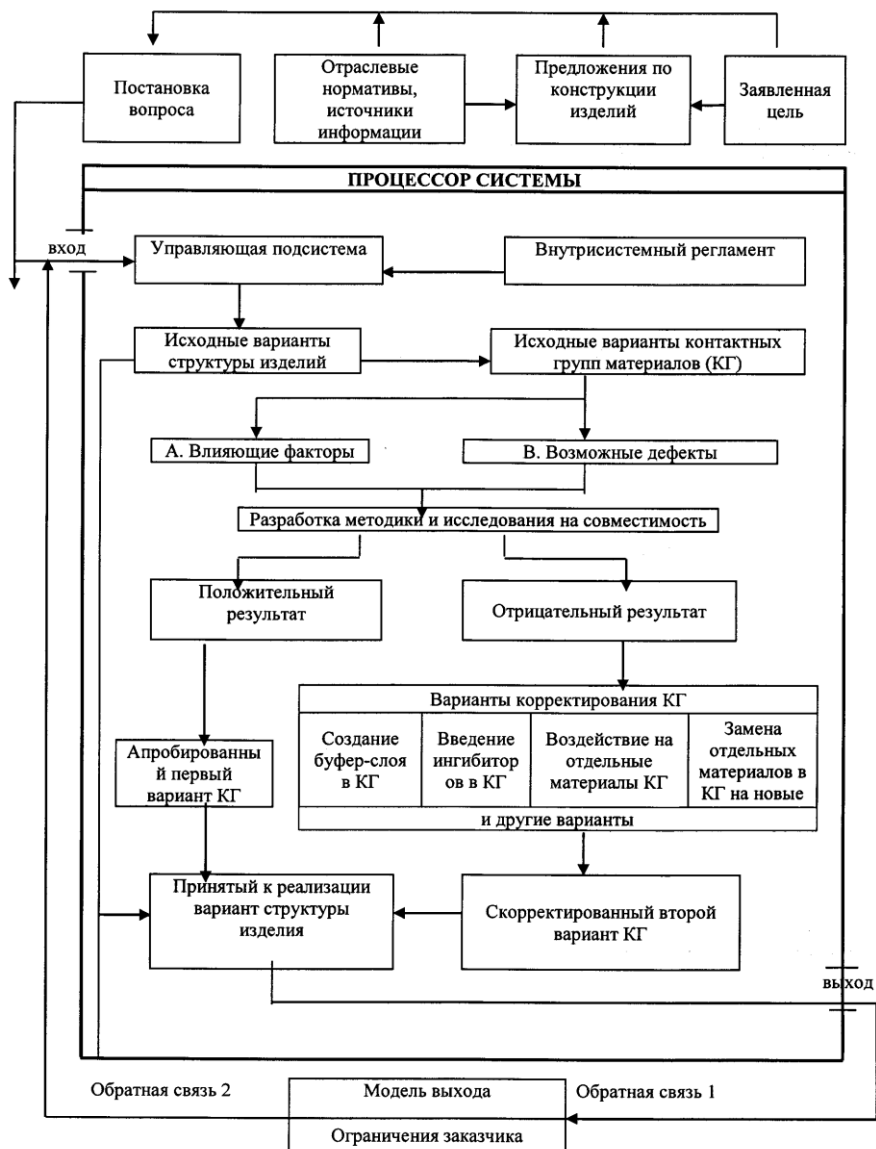 Постановка
вопроса
Отраслевые
нормативы,
источники
информации
Предложения по
конструкции
изделий
Заявленная
цель
ПРОЦЕССОР СИСТЕМЫ
вход
Управляющая подсистема
Внутрисистемный регламент
Исходные варианты
структуры изделий
Исходные варианты контактных
групп материалов (КГ)
А. Влияющие факторы
В. Возможные дефекты
Разработка методики и исследования на совместимость
Положительный
результат
Отрицательный результат
Варианты корректирования КГ
Создание
буфер-слоя
в КГ
Введение
ингибитор
ов в КГ
Воздействие на
отдельные
материалы КГ
Замена
отдельных
материалов в
КГ на новые
и другие варианты
Апробированны
й первый
вариант КГ
Принятый к реализации
вариант структуры
изделия
Скорректированный второй
вариант КГ
выход
Обратная связь 2
Модель выхода
Обратная связь 1
Ограничения заказчика